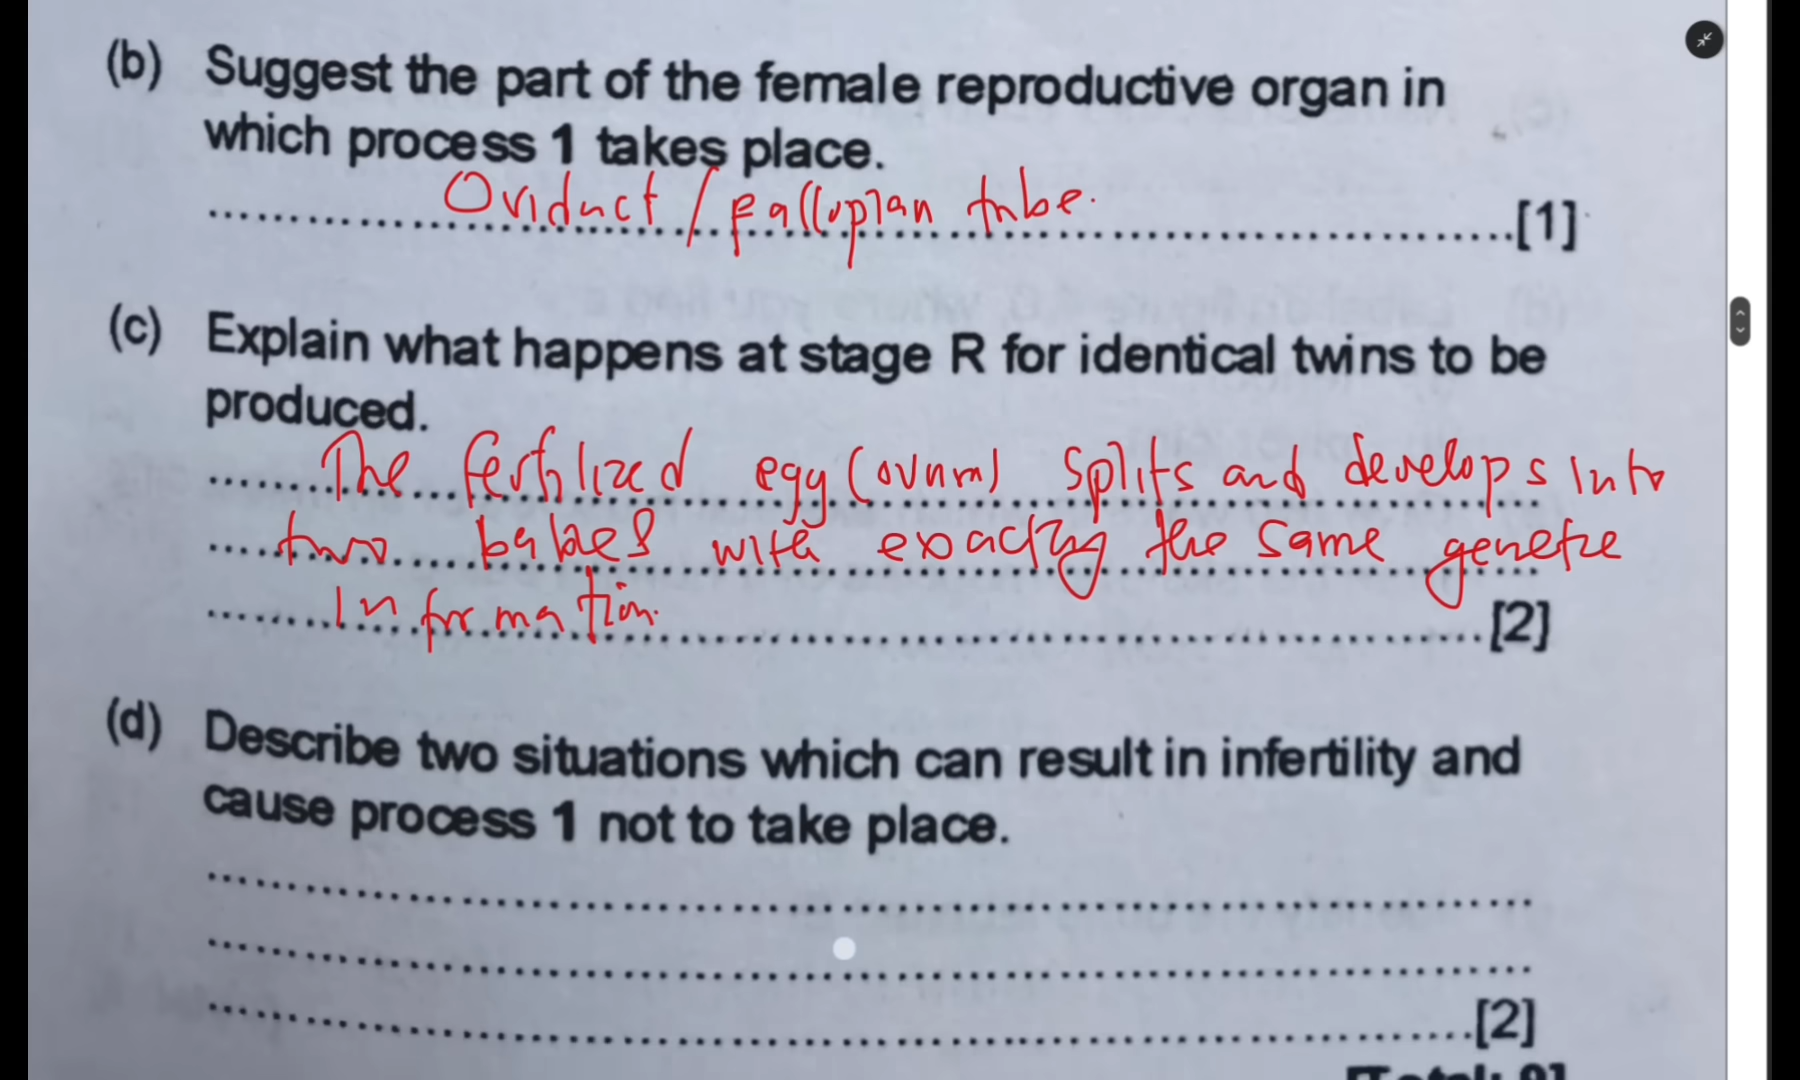 (b) Suggest the part of the female reproductive organ in
which process 1 takes place.
Oviduct / Fallopian tube. [1]
(c) Explain what happens at stage R for identical twins to be
produced.
The fertilized egg (ovum) splits and develops into
two babies with exactly the same genetic
information. [2]
(d) Describe two situations which can result in infertility and
cause process 1 not to take place.
[2]
[Total: 9]